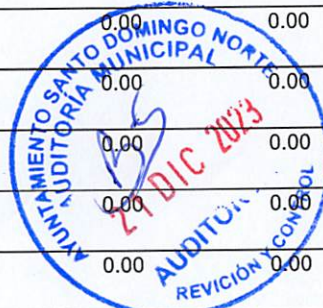 0.00 0.00
0.00 0.00
0.00 0.00
0.00 0.00
0.00 0.00
AYUNTAMIENTO SANTO DOMINGO NORTE
AUDITORÍA MUNICIPAL
21 DIC 2023
REVICIÓN Y CONTROL